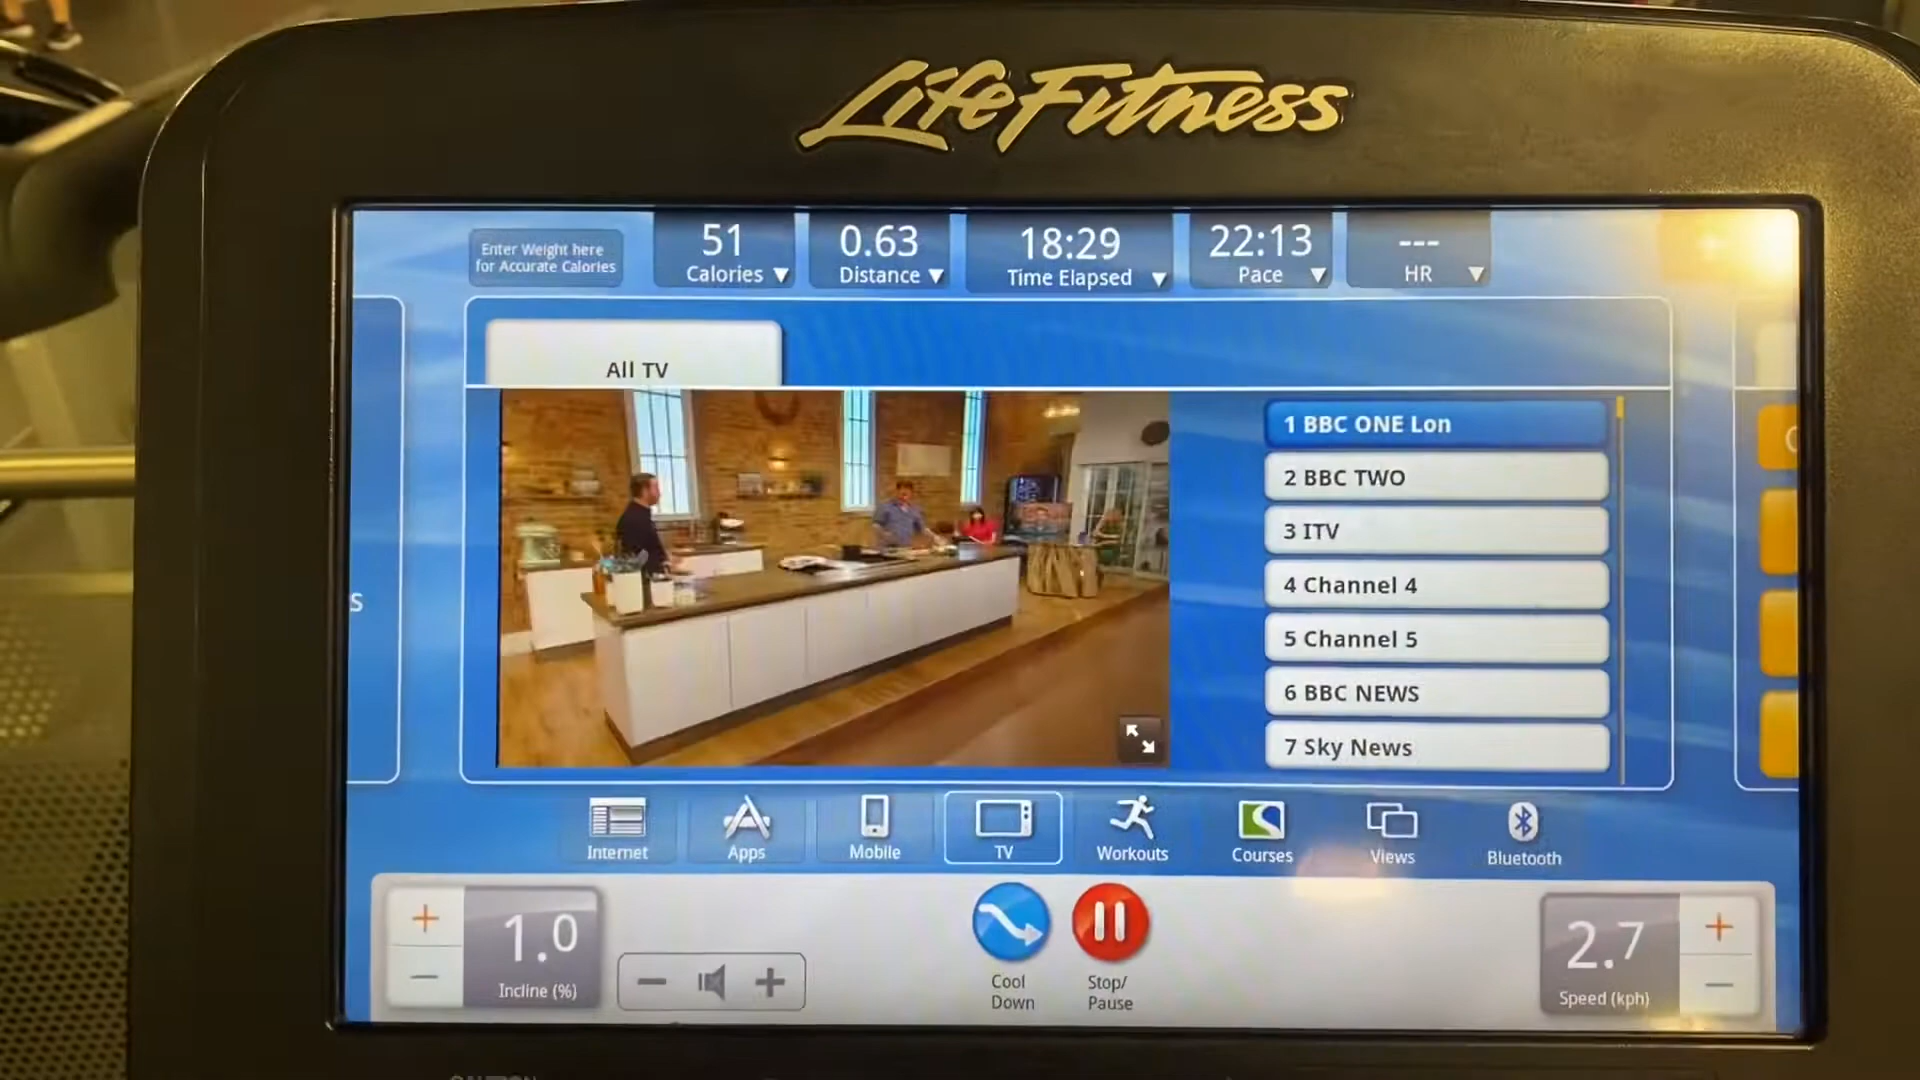 LifeFitness
Enter Weight here
for Accurate Calories
51
Calories
0.63
Distance
18:29
Time Elapsed
22:13
Pace
---
HR
All TV
1 BBC ONE Lon
2 BBC TWO
3 ITV
4 Channel 4
5 Channel 5
6 BBC NEWS
7 Sky News
s
Internet
Apps
Mobile
TV
Workouts
Courses
Views
Bluetooth
+
1.0
−
Incline (%)
− +
Cool
Down
Stop/
Pause
2.7
Speed (kph)
+
−